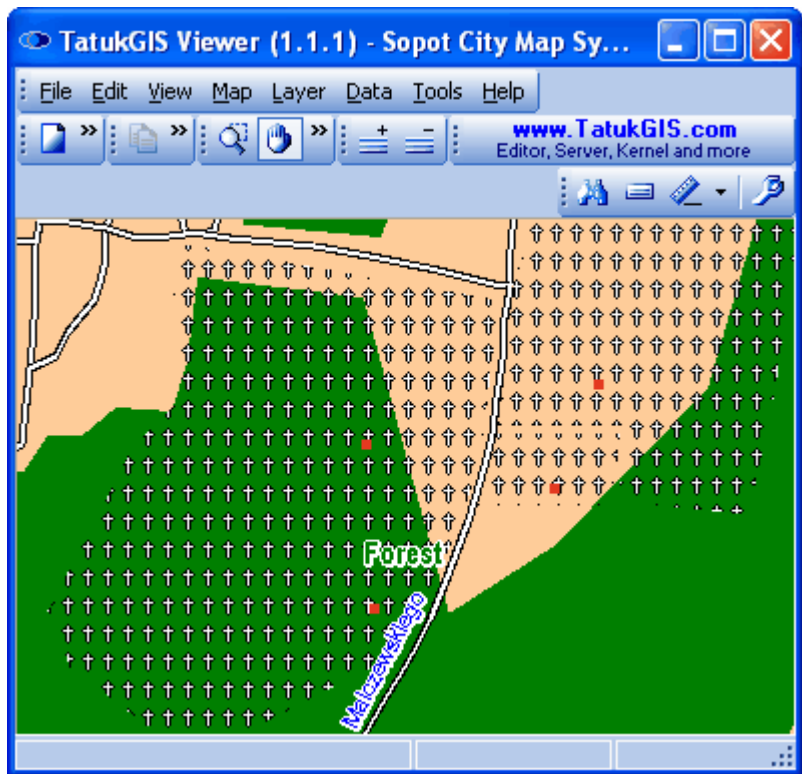 TatukGIS Viewer (1.1.1) - Sopot City Map Sy...
File Edit View Map Layer Data Tools Help
www.TatukGIS.com
Editor, Server, Kernel and more
Forest
Malczewskiego